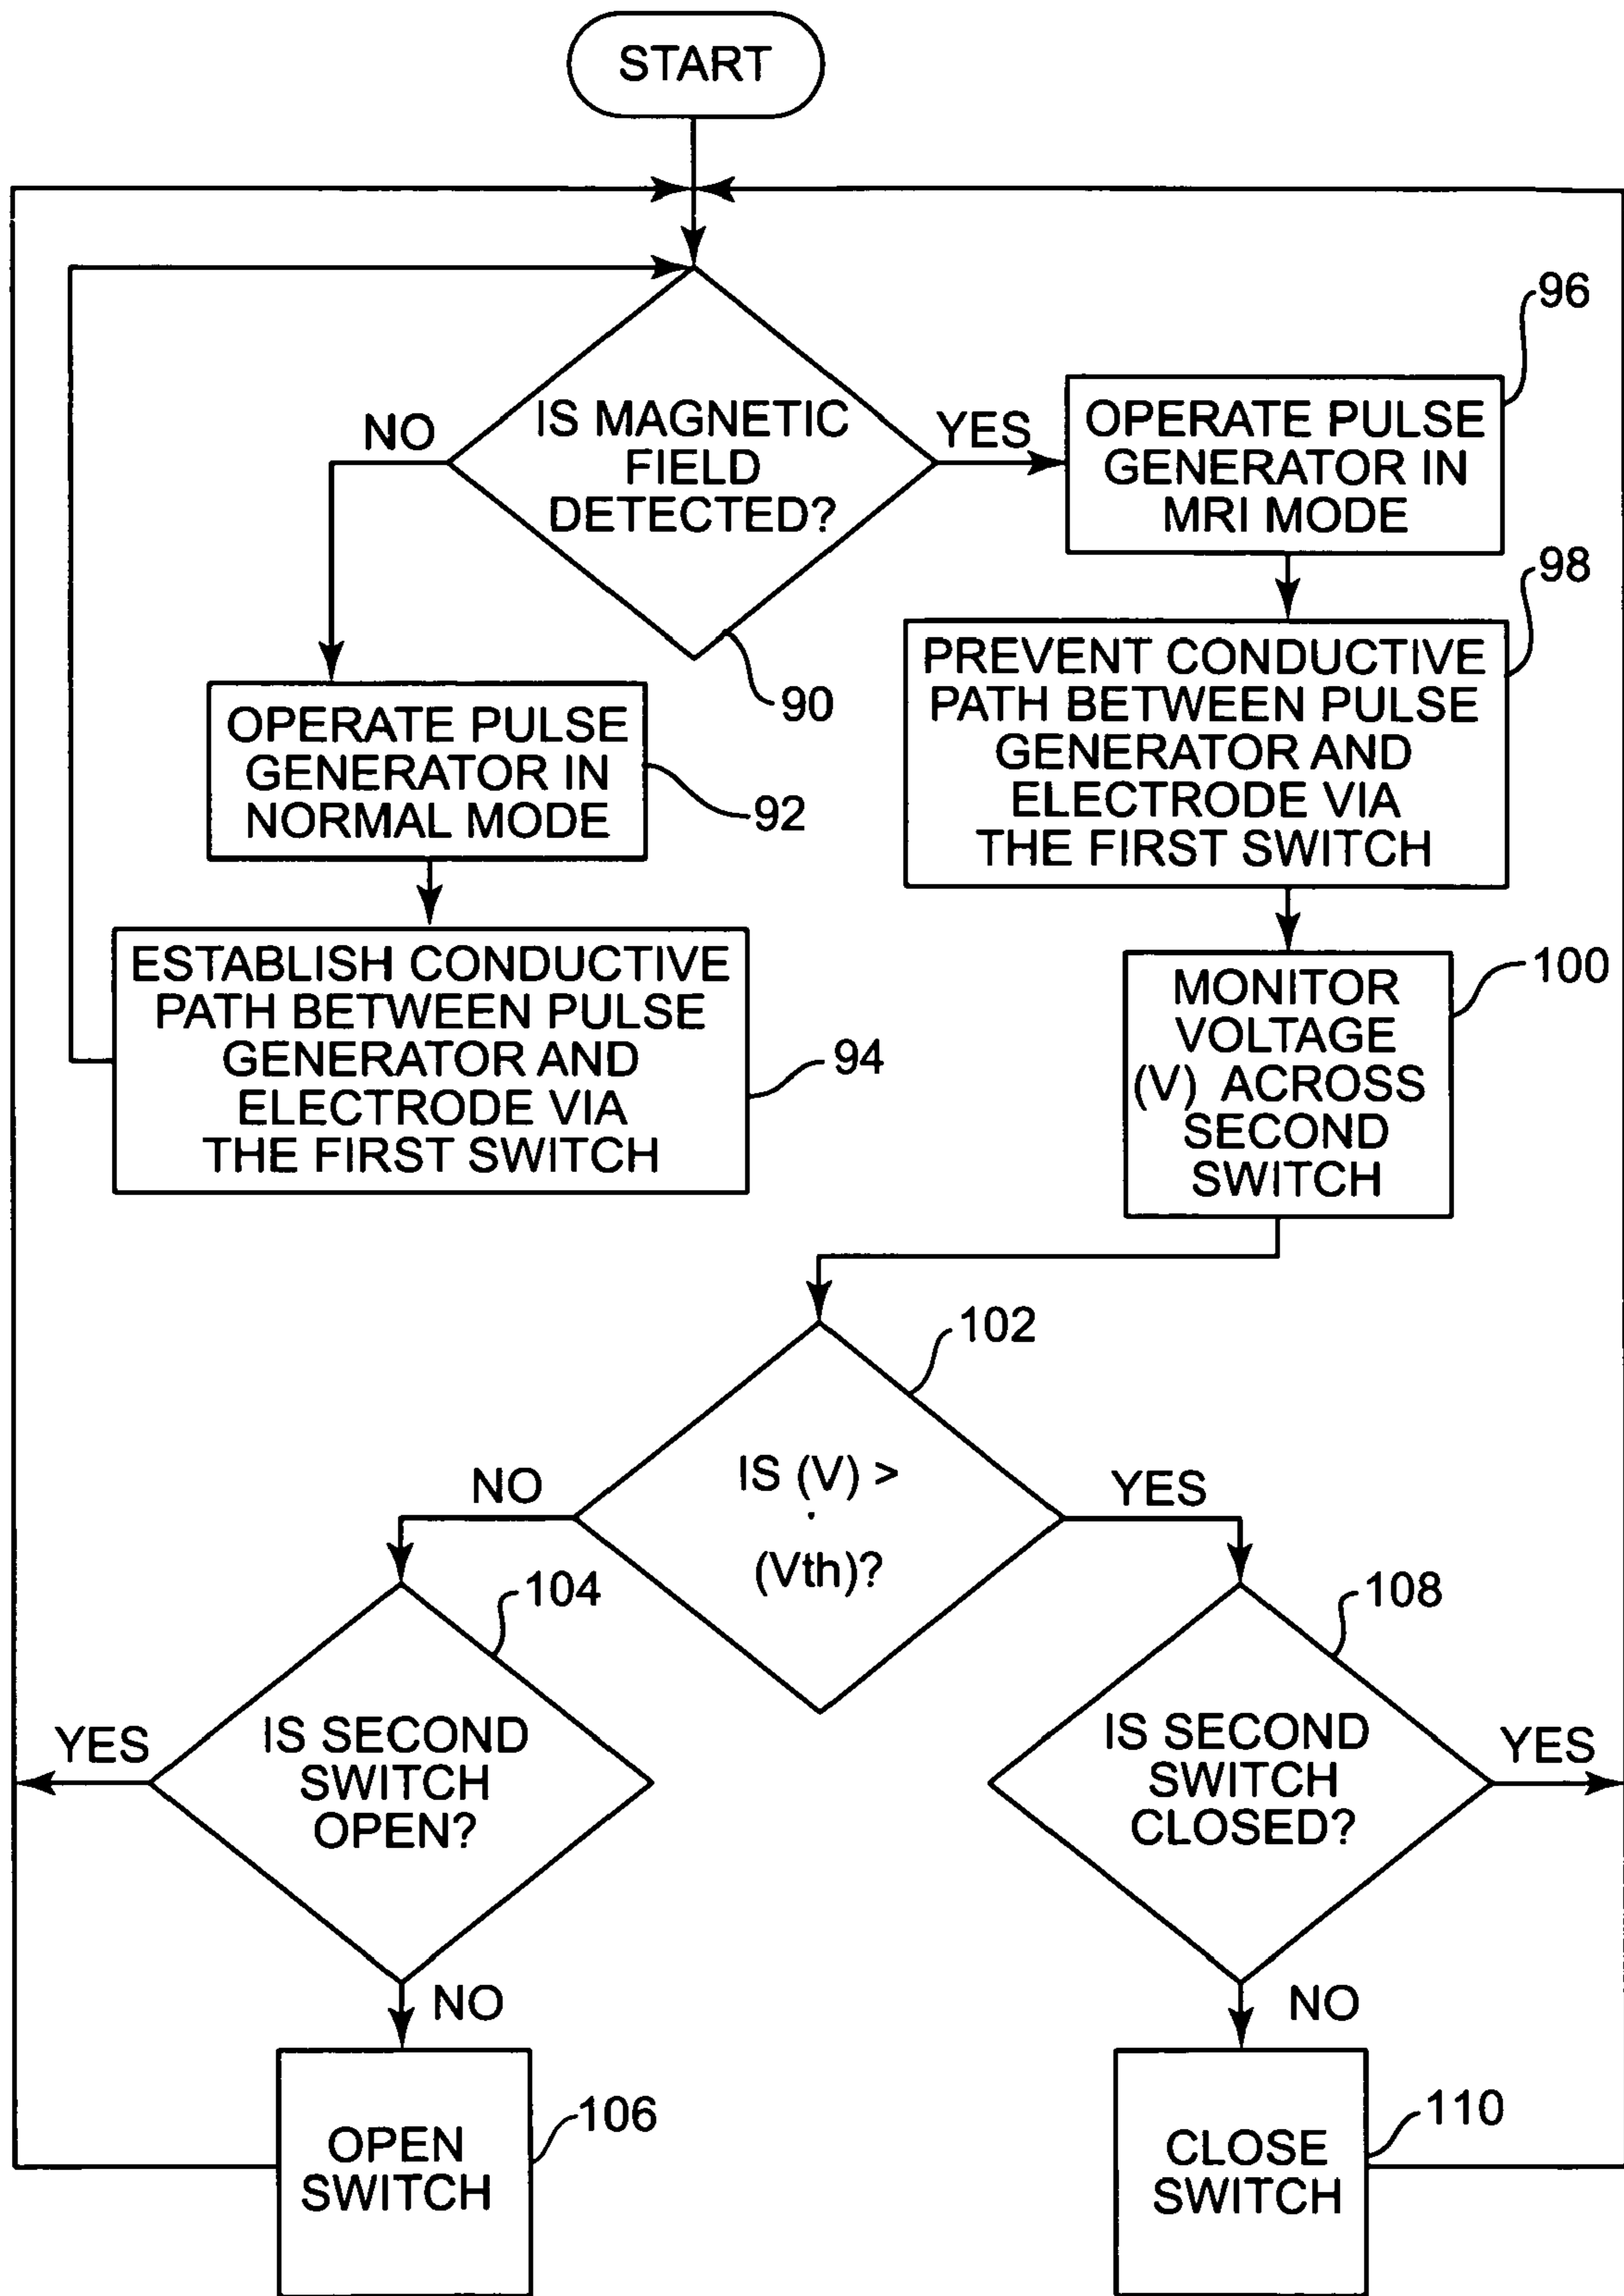 START
IS MAGNETIC
FIELD
DETECTED?
NO
YES
90
OPERATE PULSE
GENERATOR IN
MRI MODE
96
PREVENT CONDUCTIVE
PATH BETWEEN PULSE
GENERATOR AND
ELECTRODE VIA
THE FIRST SWITCH
98
OPERATE PULSE
GENERATOR IN
NORMAL MODE
92
ESTABLISH CONDUCTIVE
PATH BETWEEN PULSE
GENERATOR AND
ELECTRODE VIA
THE FIRST SWITCH
94
MONITOR
VOLTAGE
(V) ACROSS
SECOND
SWITCH
100
102
IS (V) >
(Vth)?
NO
YES
104
IS SECOND
SWITCH
OPEN?
YES
NO
108
IS SECOND
SWITCH
CLOSED?
YES
NO
OPEN
SWITCH
106
CLOSE
SWITCH
110